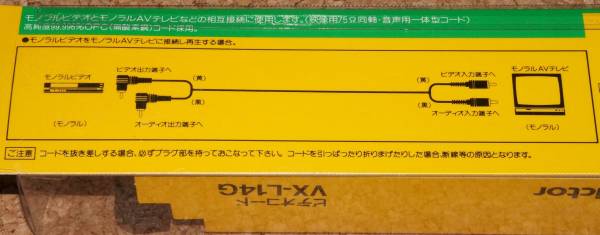 モノラルビデオとモノラルAVテレビなどの相互接続に使用します。(映像用75Ω同軸・音声用一体型コード)
高純度99.996%OFC(無酸素銅)コード採用。
●モノラルビデオをモノラルAVテレビに接続し再生する場合。
モノラルビデオ
ビデオ出力端子へ
(黄)
(黄)
ビデオ入力端子へ
モノラルAVテレビ
(黒)
(黒)
(モノラル)
オーディオ出力端子へ
オーディオ入力端子へ
(モノラル)
ご注意 コードを抜き差しする場合、必ずプラグ部を持っておこなって下さい。コードを引っぱったり折りまげたりした場合、断線等の原因となります。
ビデオコード
VX-L14G
ctor